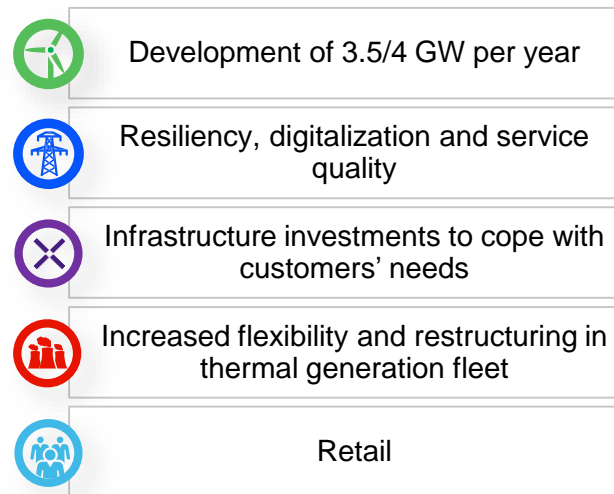 Development of 3.5/4 GW per year
Resiliency, digitalization and service
quality
Infrastructure investments to cope with
customers’ needs
Increased flexibility and restructuring in
thermal generation fleet
Retail